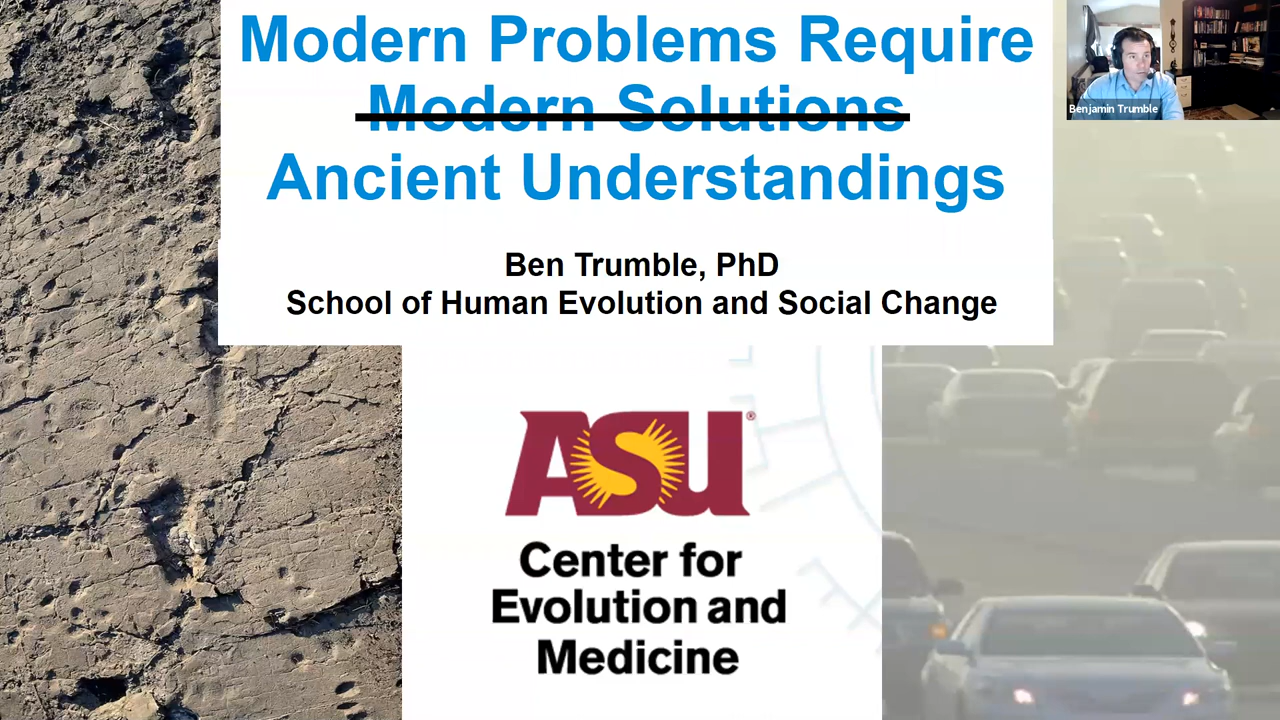 Modern Problems Require
Modern Solutions
Ancient Understandings
Benjamin Trumble
Ben Trumble, PhD
School of Human Evolution and Social Change
ASU®
Center for
Evolution and
Medicine